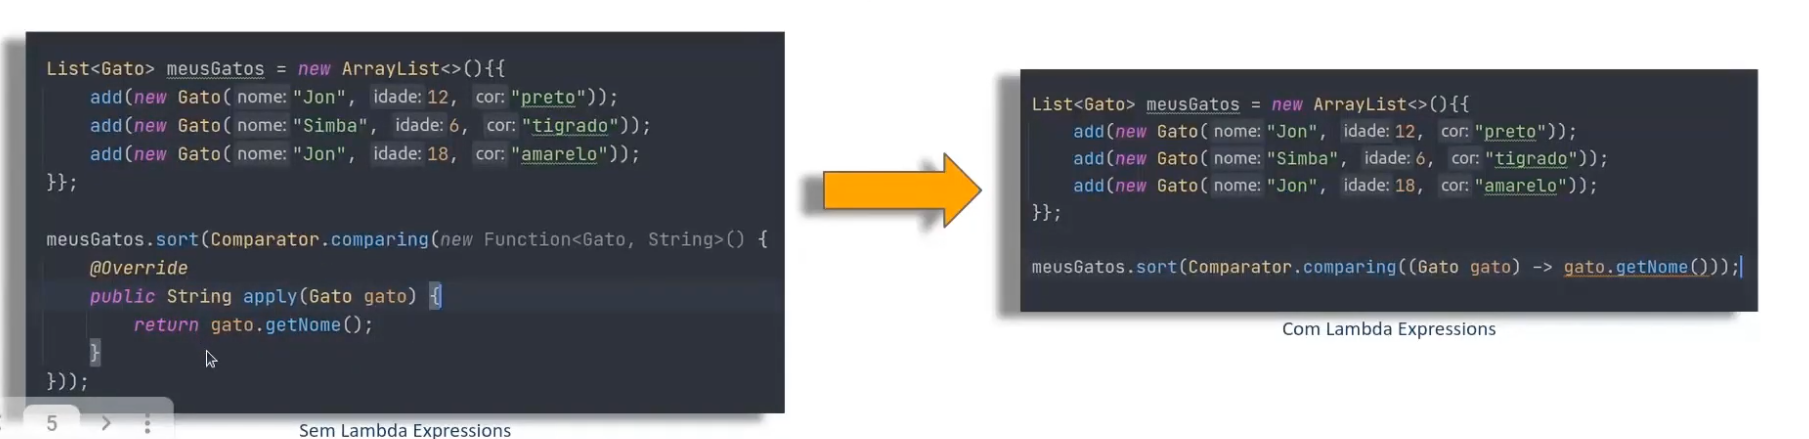 List<Gato> meusGatos = new ArrayList<>(){{
add(new Gato( nome: "Jon", idade: 12, cor: "preto"));
add(new Gato( nome: "Simba", idade: 6, cor: "tigrado"));
add(new Gato( nome: "Jon", idade: 18, cor: "amarelo"));
}};
meusGatos.sort(Comparator.comparing(new Function<Gato, String>() {
@Override
public String apply(Gato gato) {
return gato.getNome();
}
}));
5
Sem Lambda Expressions
List<Gato> meusGatos = new ArrayList<>(){{
add(new Gato( nome: "Jon", idade: 12, cor: "preto"));
add(new Gato( nome: "Simba", idade: 6, cor: "tigrado"));
add(new Gato( nome: "Jon", idade: 18, cor: "amarelo"));
}};
meusGatos.sort(Comparator.comparing((Gato gato) -> gato.getNome()));
Com Lambda Expressions